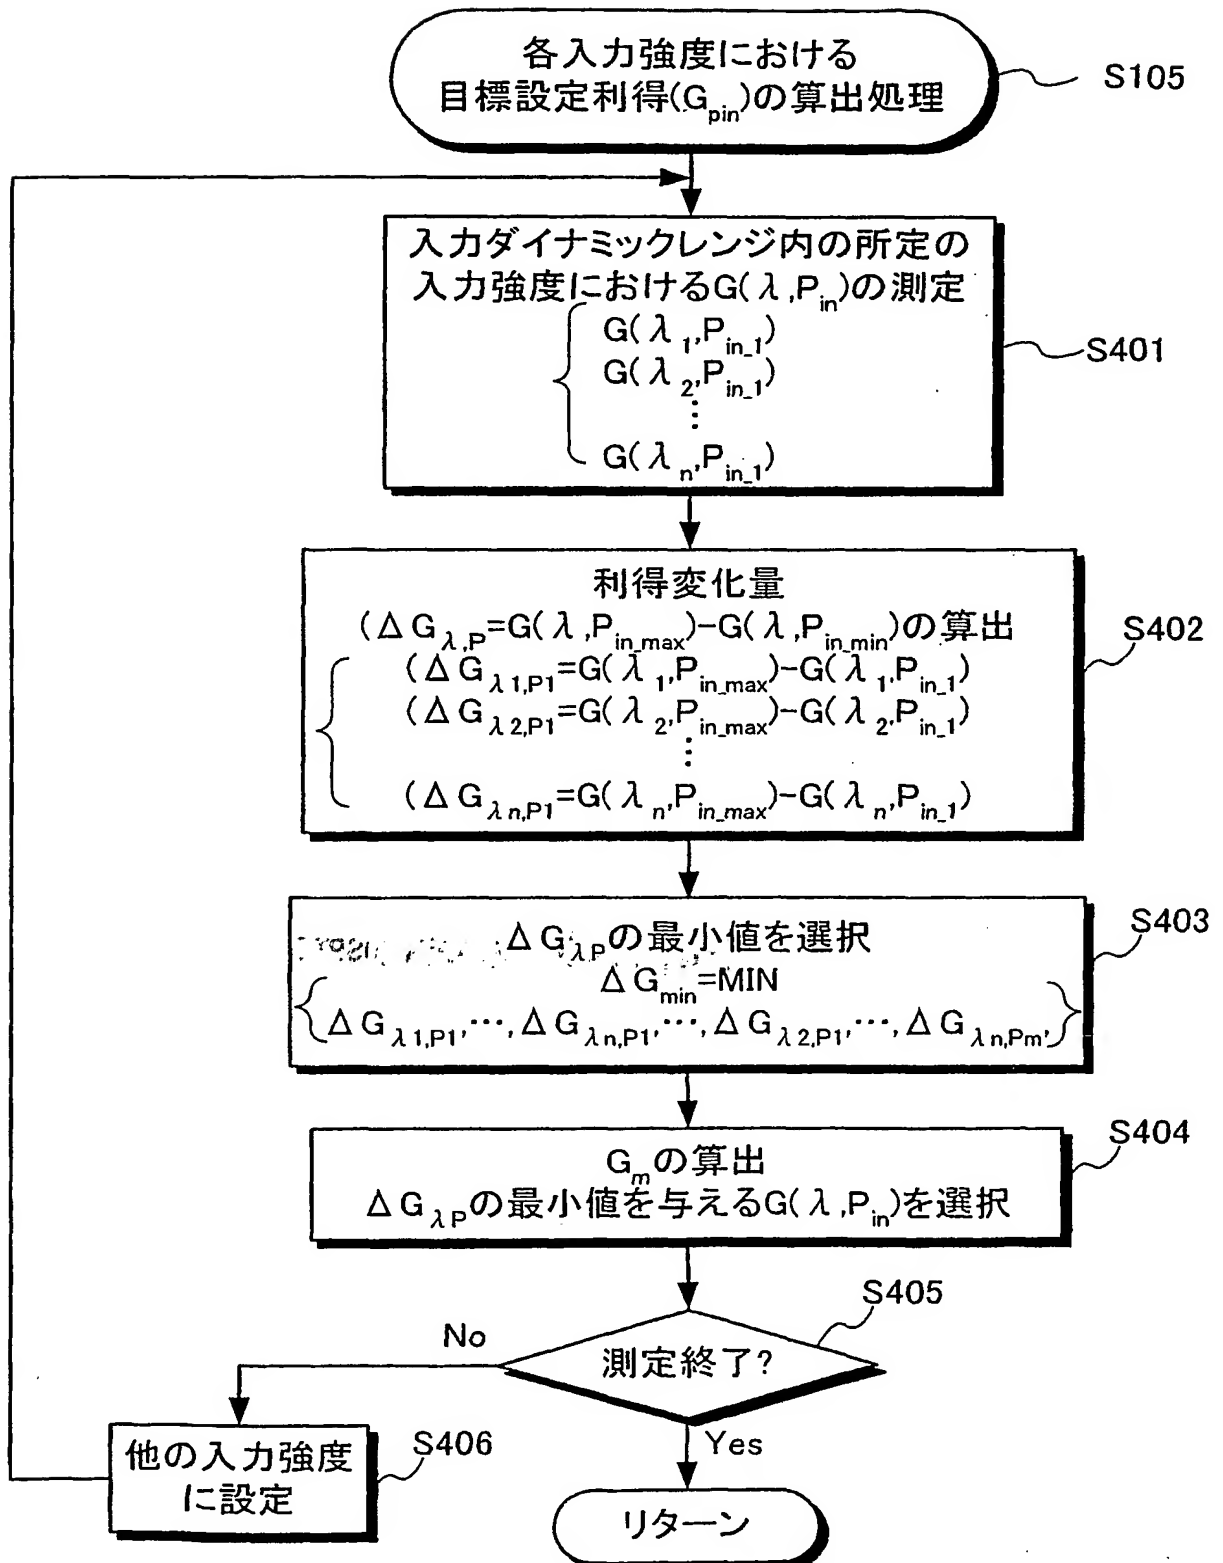 各入力強度における
目標設定利得(G_pin)の算出処理
S105
入力ダイナミックレンジ内の所定の
入力強度におけるG(λ,P_in)の測定
G(λ_1,P_in_1)
G(λ_2,P_in_1)
⋮
G(λ_n,P_in_1)
S401
利得変化量
(ΔG_λ,P=G(λ,P_in_max)-G(λ,P_in_min)の算出
(ΔG_λ1,P1=G(λ_1,P_in_max)-G(λ_1,P_in_1)
(ΔG_λ2,P1=G(λ_2,P_in_max)-G(λ_2,P_in_1)
⋮
(ΔG_λn,P1=G(λ_n,P_in_max)-G(λ_n,P_in_1)
S402
ΔG_λPの最小値を選択
ΔG_min=MIN
{ΔG_λ1,P1,…,ΔG_λn,P1,…,ΔG_λ2,P1,…,ΔG_λn,Pm,}
S403
G_mの算出
ΔG_λPの最小値を与えるG(λ,P_in)を選択
S404
測定終了?
S405
No
Yes
他の入力強度
に設定
S406
リターン